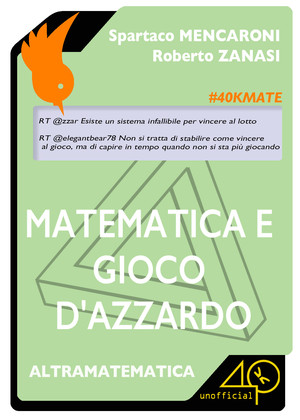 Spartaco MENCARONI
Roberto ZANASI
#40KMATE
RT @zzar Esiste un sistema infallibile per vincere al lotto
RT @elegantbear78 Non si tratta di stabilire come vincere
al gioco, ma di capire in tempo quando non si sta più giocando
MATEMATICA E
GIOCO
D'AZZARDO
ALTRAMATEMATICA
40K
unofficial